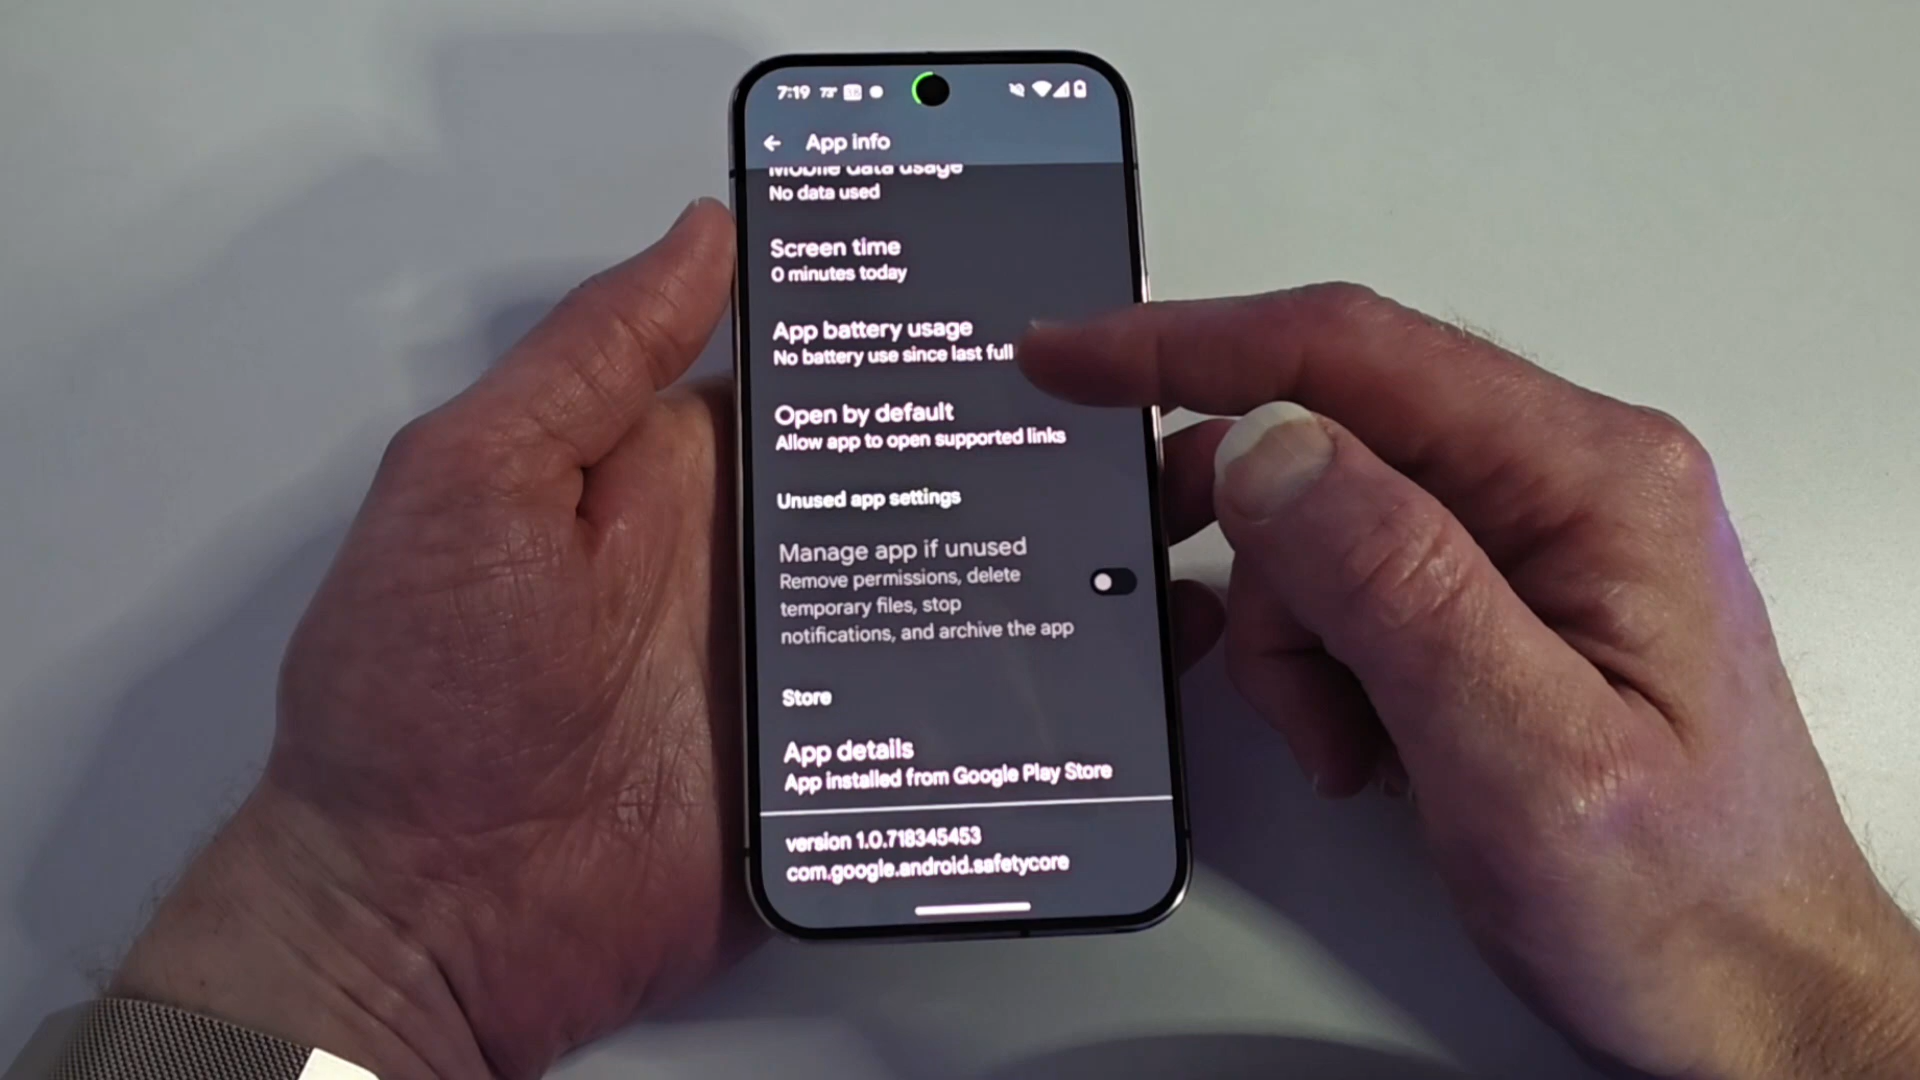 7:19 73°
App info
Mobile data usage
No data used
Screen time
0 minutes today
App battery usage
No battery use since last full
Open by default
Allow app to open supported links
Unused app settings
Manage app if unused
Remove permissions, delete
temporary files, stop
notifications, and archive the app
Store
App details
App installed from Google Play Store
version 1.0.718345453
com.google.android.safetycore